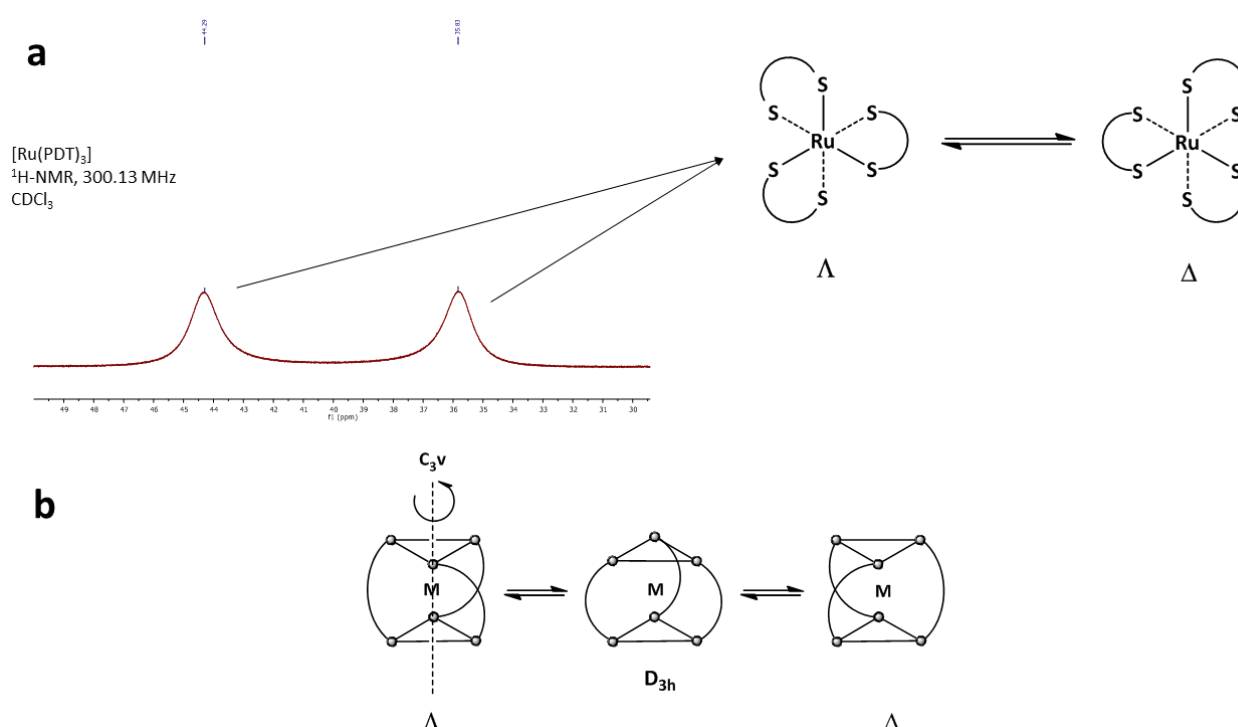 44.29
35.83
a
[Ru(PDT)₃]
¹H-NMR, 300.13 MHz
CDCl₃
S S S Ru S S S
S S S Ru S S S
Λ Δ
49 48 47 46 45 44 43 42 41 40 39 38 37 36 35 34 33 32 31 30
f1 (ppm)
C₃v
b
M M M
D₃h
Λ Δ